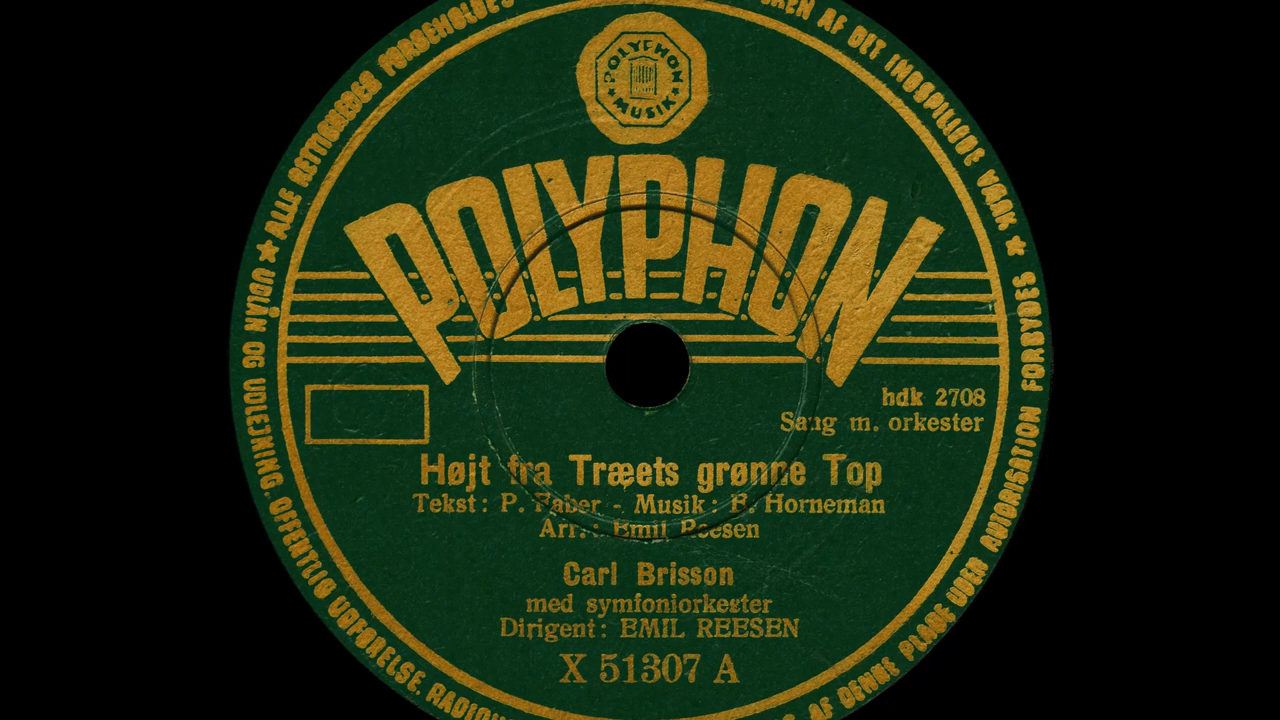 ★ ALLE RETTIGHEDER FORBEHOLDES
AF DET INDSPILLEDE VÆRK ★
UDLÅN OG UDLEJNING, OFFENTLIG UDFØRELSE,
AF DENNE PLADE UDEN AUTORISATION FORBYDES
POLYPHON
★ MUSIK ★
POLYPHON
hdk 2708
Sang m. orkester
Højt fra Træets grønne Top
Tekst: P. Faber - Musik: E. Horneman
Arr.: Emil Reesen
Carl Brisson
med symfoniorkester
Dirigent: EMIL REESEN
X 51307 A